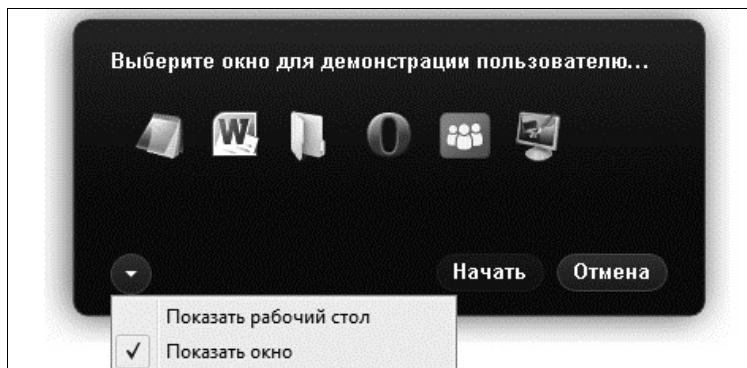 Выберите окно для демонстрации пользователю...
W
Начать Отмена
Показать рабочий стол
✓ Показать окно